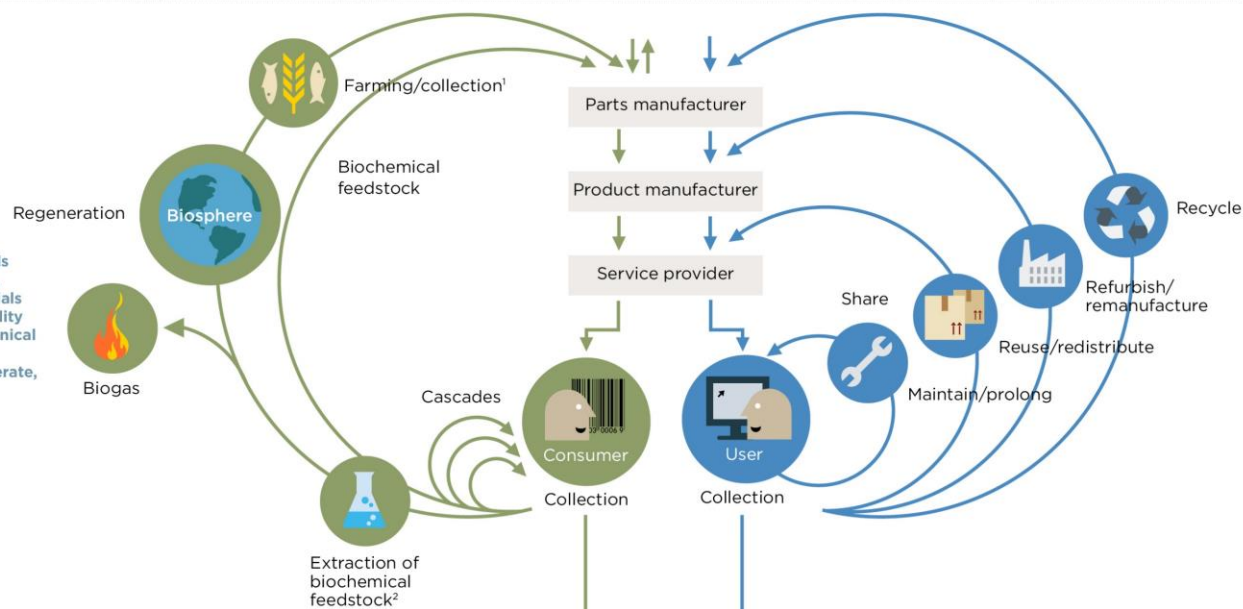 Farming/collection¹
Parts manufacturer
Biochemical
feedstock
Product manufacturer
Regeneration
Biosphere
Recycle
Service provider
Share
Refurbish/
remanufacture
Reuse/redistribute
Biogas
Cascades
Maintain/prolong
Consumer
User
Collection
Collection
Extraction of
biochemical
feedstock²